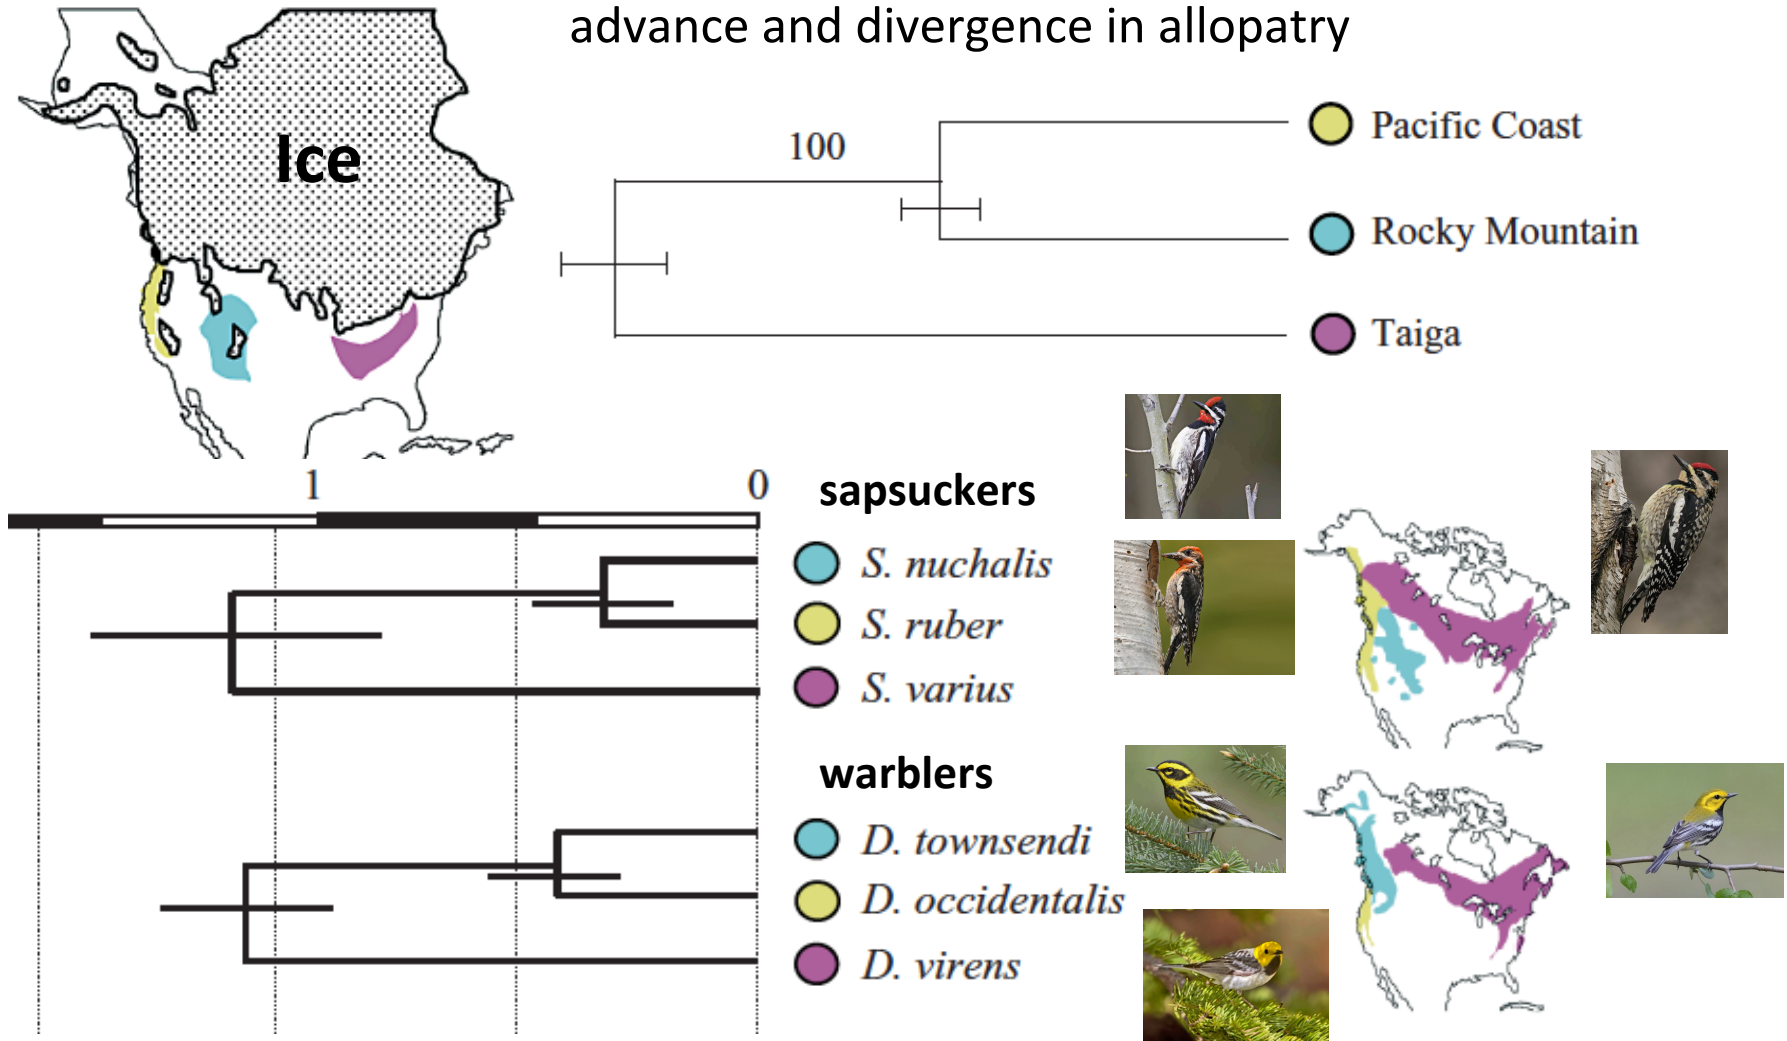 advance and divergence in allopatry
Ice
100
Pacific Coast
Rocky Mountain
Taiga
1
0
sapsuckers
S. nuchalis
S. ruber
S. varius
warblers
D. townsendi
D. occidentalis
D. virens